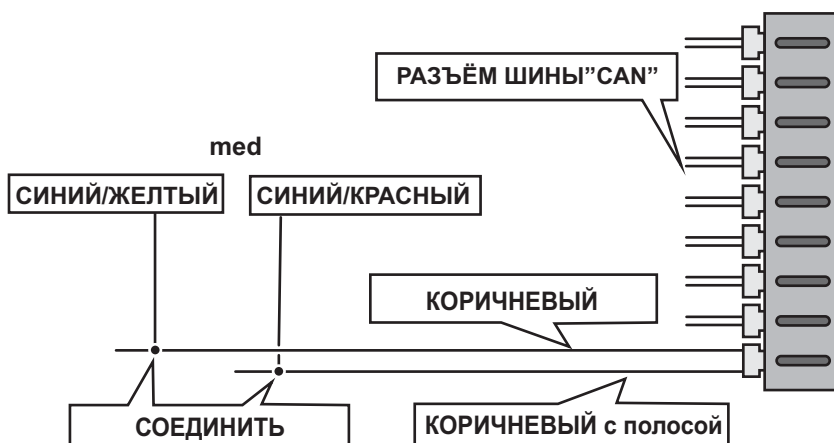 РАЗЪЁМ ШИНЫ”CAN”
med
СИНИЙ/ЖЕЛТЫЙ
СИНИЙ/КРАСНЫЙ
КОРИЧНЕВЫЙ
СОЕДИНИТЬ
КОРИЧНЕВЫЙ с полосой